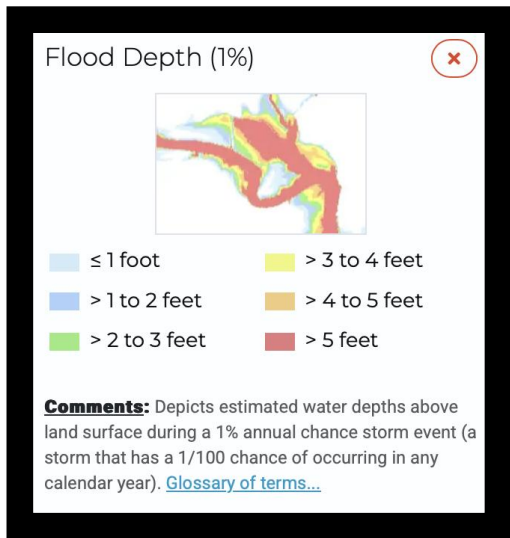 Flood Depth (1%)
≤ 1 foot
> 3 to 4 feet
> 1 to 2 feet
> 4 to 5 feet
> 2 to 3 feet
> 5 feet
Comments: Depicts estimated water depths above
land surface during a 1% annual chance storm event (a
storm that has a 1/100 chance of occurring in any
calendar year). Glossary of terms...